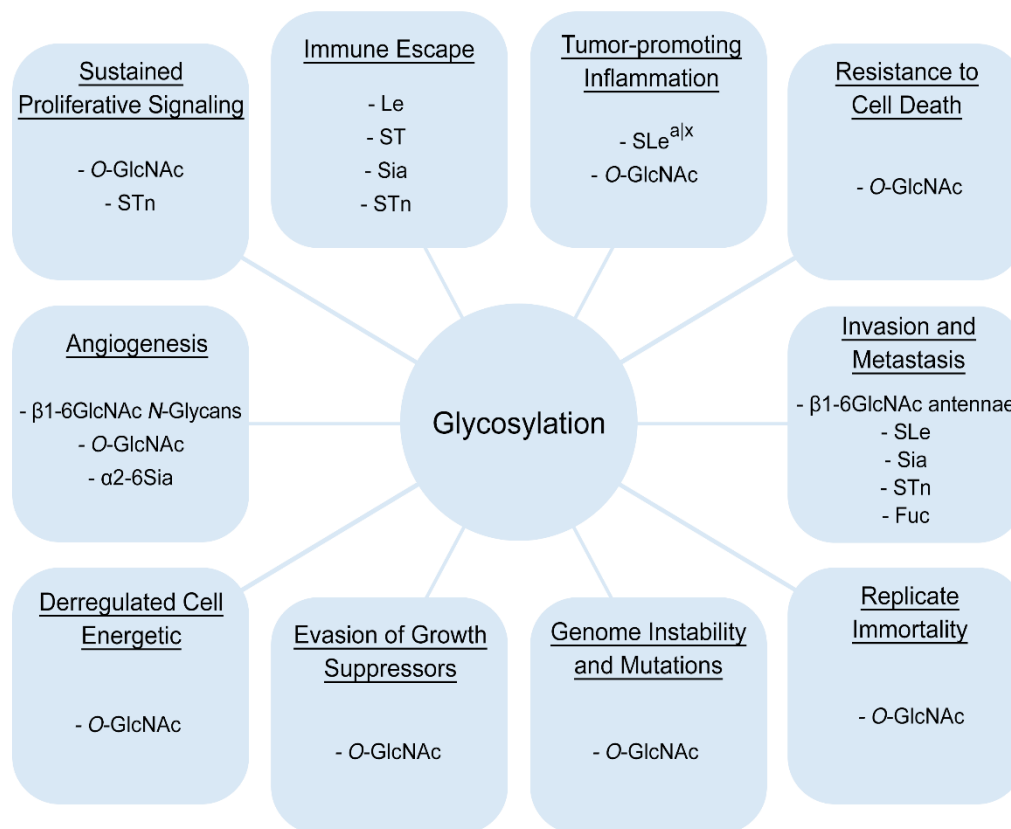 Sustained
Proliferative Signaling
- O-GlcNAc
- STn
Immune Escape
- Le
- ST
- Sia
- STn
Tumor-promoting
Inflammation
- SLe^a|x
- O-GlcNAc
Resistance to
Cell Death
- O-GlcNAc
Angiogenesis
- β1-6GlcNAc N-Glycans
- O-GlcNAc
- α2-6Sia
Glycosylation
Invasion and
Metastasis
- β1-6GlcNAc antennae
- SLe
- Sia
- STn
- Fuc
Derregulated Cell
Energetic
- O-GlcNAc
Evasion of Growth
Suppressors
- O-GlcNAc
Genome Instability
and Mutations
- O-GlcNAc
Replicate
Immortality
- O-GlcNAc